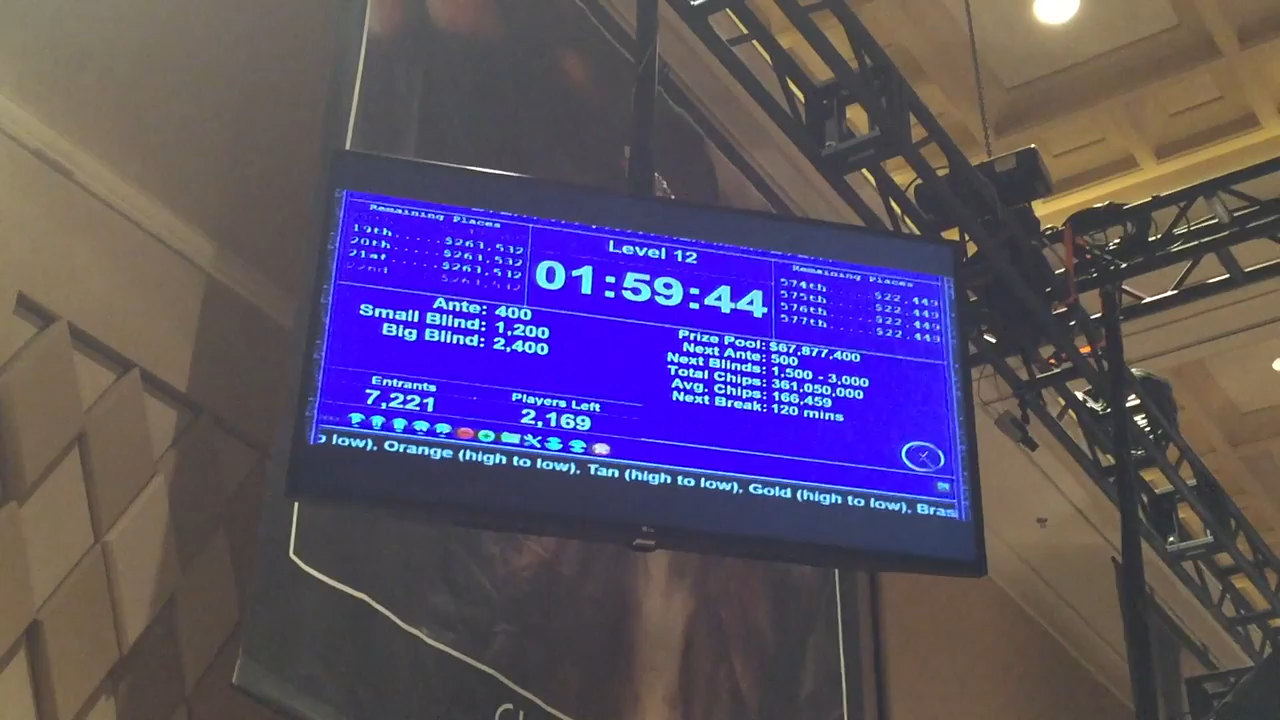 Remaining Places
19th.....$263.532
20th.....$263.532
21st.....$263.532
22nd
Level 12
01:59:44
Remaining Places
574th.....$22.449
575th.....$22.449
576th.....$22.449
577th.....$22.449
Ante: 400
Small Blind: 1,200
Big Blind: 2,400
Prize Pool: $67,877,400
Next Ante: 500
Next Blinds: 1,500 - 3,000
Total Chips: 361,050,000
Avg. Chips: 166,459
Next Break: 120 mins
Entrants
7,221
Players Left
2,169
o low), Orange (high to low), Tan (high to low), Gold (high to low), Bras